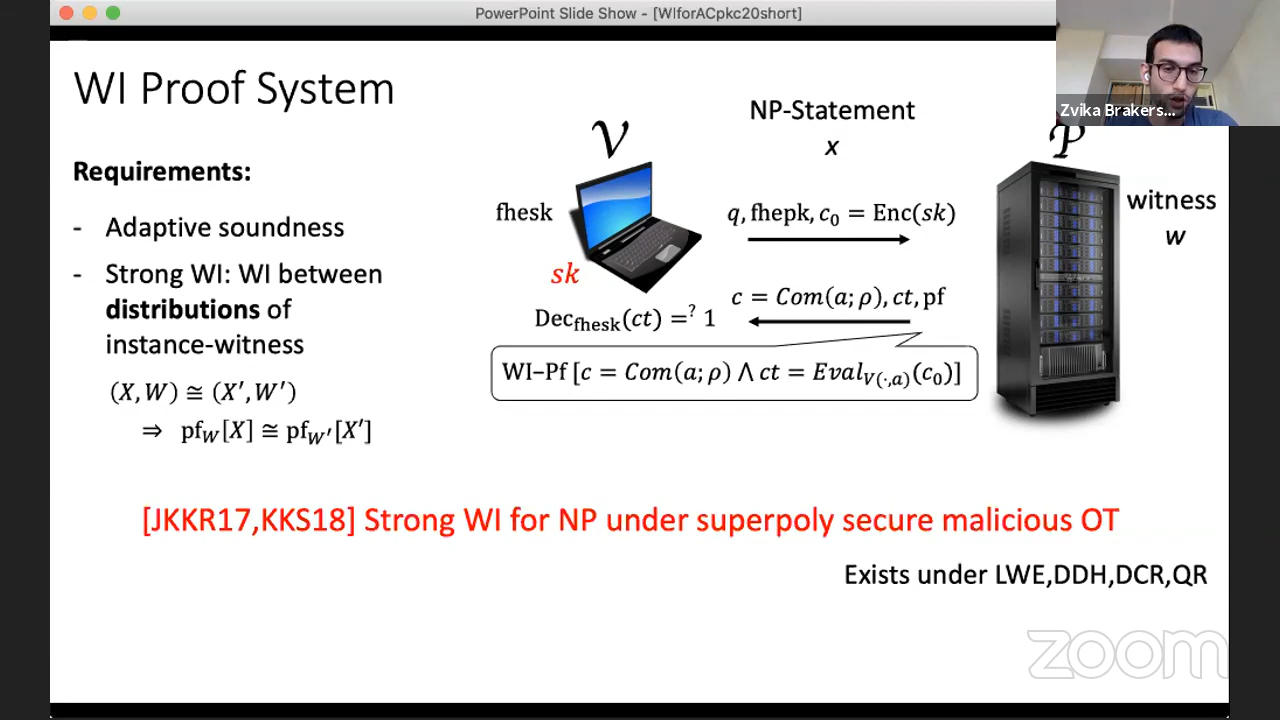 PowerPoint Slide Show - [WIforACpkc20short]
Zvika Brakers...
WI Proof System
NP-Statement
x
𝒱
𝒫
Requirements:
- Adaptive soundness
- Strong WI: WI between
distributions of
instance-witness
(X, W) ≅ (X′, W′)
⇒ pf_W[X] ≅ pf_W′[X′]
fhesk
sk
q, fhepk, c₀ = Enc(sk)
witness
w
c = Com(a; ρ), ct, pf
Dec_fhesk(ct) =? 1
WI–Pf [c = Com(a; ρ) ⋀ ct = Eval_V(·,a)(c₀)]
[JKKR17,KKS18] Strong WI for NP under superpoly secure malicious OT
Exists under LWE,DDH,DCR,QR
zoom